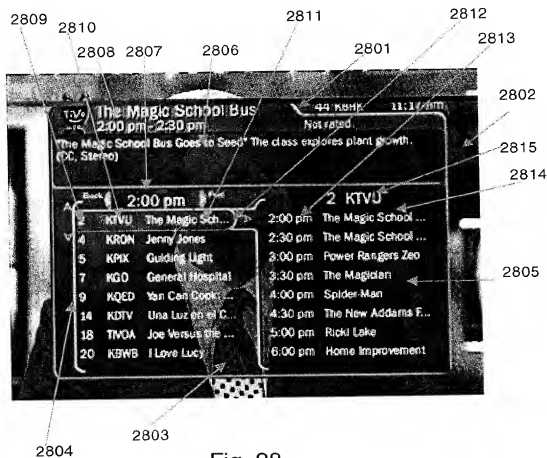 2809
2810
2808
2807
2806
2811
2801
2812
2813
2802
2815
2814
2805
2803
2804
TiVo The Magic School Bus 44 KBHK 11:17 am
2:00 pm - 2:30 pm Not rated.
"The Magic School Bus Goes to Seed" The class explores plant growth.
(CC, Stereo)
Back 2:00 pm Fwd
2 KTVU
2 KTVU The Magic Sch...
4 KRON Jenny Jones
5 KPIX Guiding Light
7 KGO General Hospital
9 KQED Yan Can Cook: ...
14 KDTV Una Luz en el C...
18 TIVOA Joe Versus the ...
20 KBWB I Love Lucy
2:00 pm The Magic School ...
2:30 pm The Magic School ...
3:00 pm Power Rangers Zeo
3:30 pm The Magician
4:00 pm Spider-Man
4:30 pm The New Addams F...
5:00 pm Ricki Lake
6:00 pm Home Improvement
Fig. 28